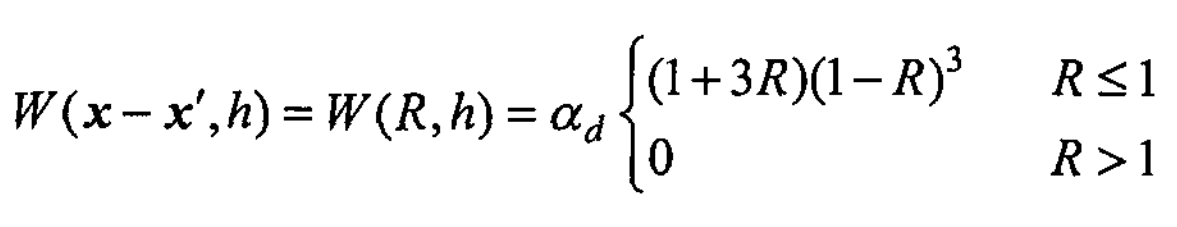 W(x − x′, h) = W(R, h) = α_d { (1+3R)(1−R)³ R ≤ 1
0 R > 1